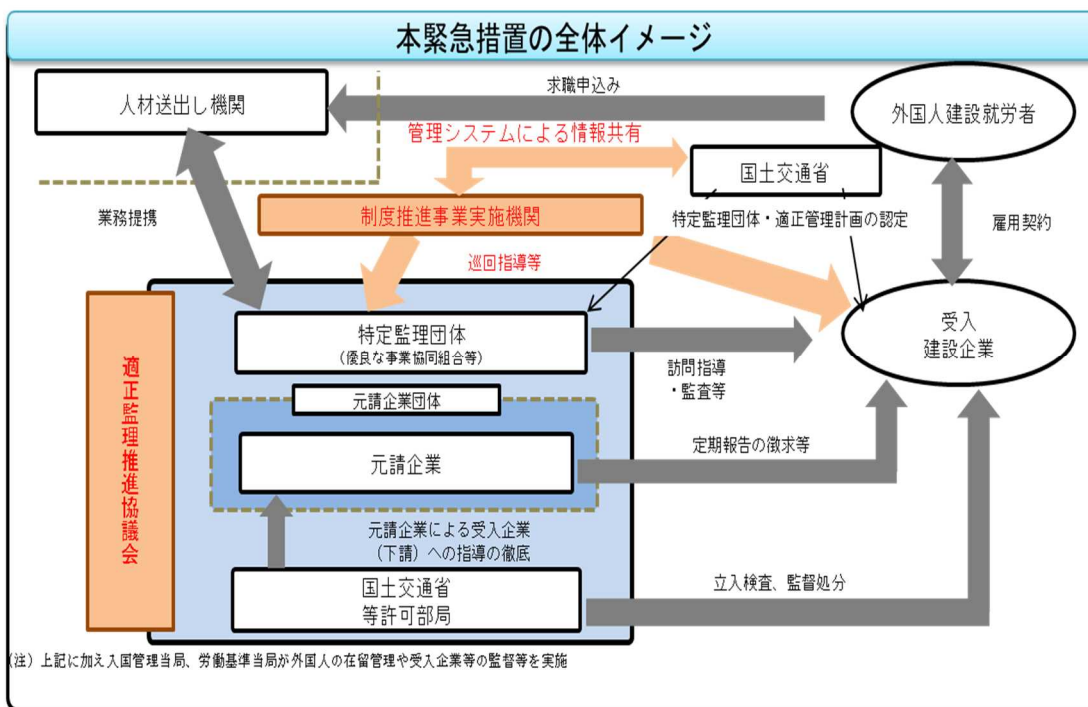 本緊急措置の全体イメージ
人材送出し機関
求職申込み
外国人建設就労者
管理システムによる情報共有
国土交通省
業務提携
制度推進事業実施機関
特定監理団体・適正管理計画の認定
雇用契約
巡回指導等
適正監理推進協議会
特定監理団体
(優良な事業協同組合等)
受入
建設企業
訪問指導
・監査等
元請企業団体
元請企業
定期報告の徴求等
元請企業による受入企業
(下請)への指導の徹底
国土交通省
等許可部局
立入検査、監督処分
(注)上記に加え入国管理当局、労働基準当局が外国人の在留管理や受入企業等の監督等を実施